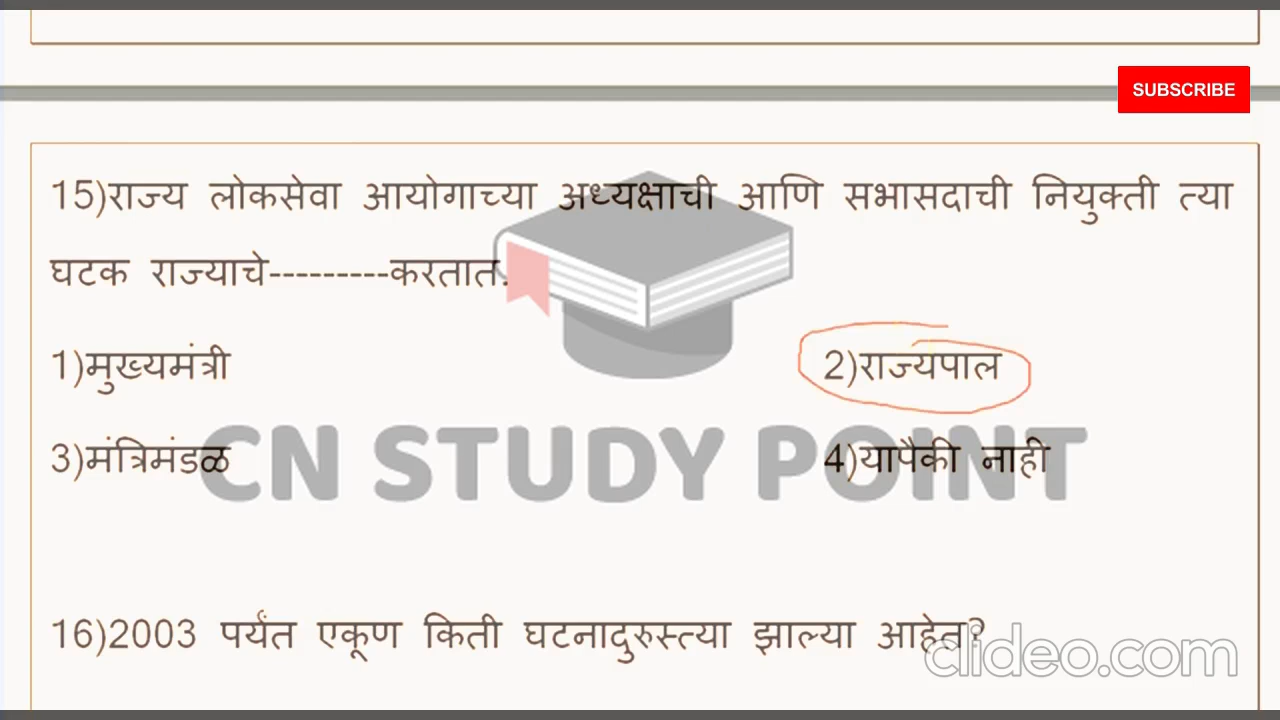 SUBSCRIBE
15)राज्य लोकसेवा आयोगाच्या अध्यक्षाची आणि सभासदाची नियुक्ती त्या
घटक राज्याचे---------करतात.
1)मुख्यमंत्री 2)राज्यपाल
3)मंत्रिमंडळ 4)यापैकी नाही
CN STUDY POINT
16)2003 पर्यंत एकूण किती घटनादुरुस्त्या झाल्या आहेत?
clideo.com